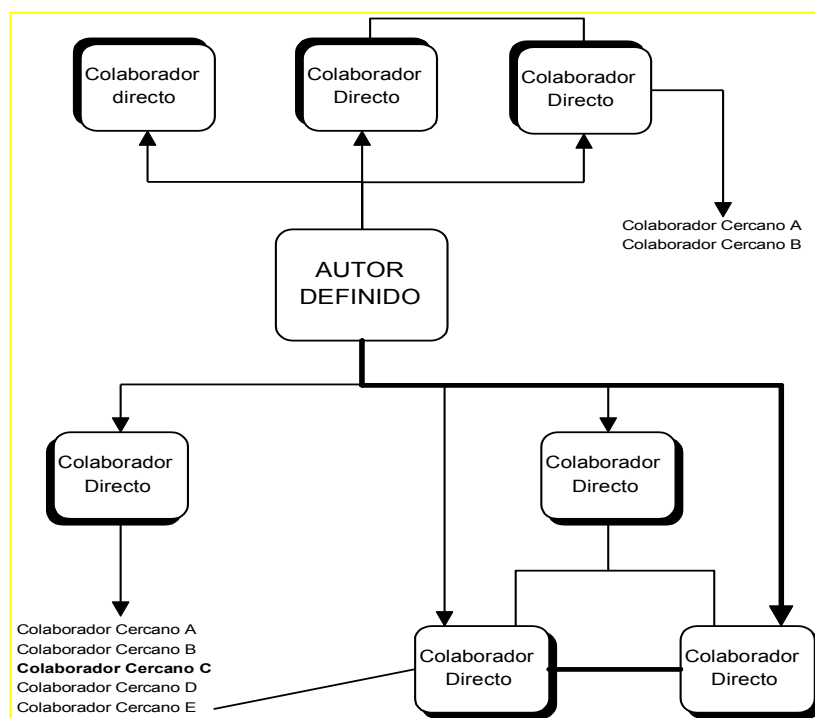 Colaborador
directo
Colaborador
Directo
Colaborador
Directo
Colaborador Cercano A
Colaborador Cercano B
AUTOR
DEFINIDO
Colaborador
Directo
Colaborador
Directo
Colaborador Cercano A
Colaborador Cercano B
Colaborador Cercano C
Colaborador Cercano D
Colaborador Cercano E
Colaborador
Directo
Colaborador
Directo